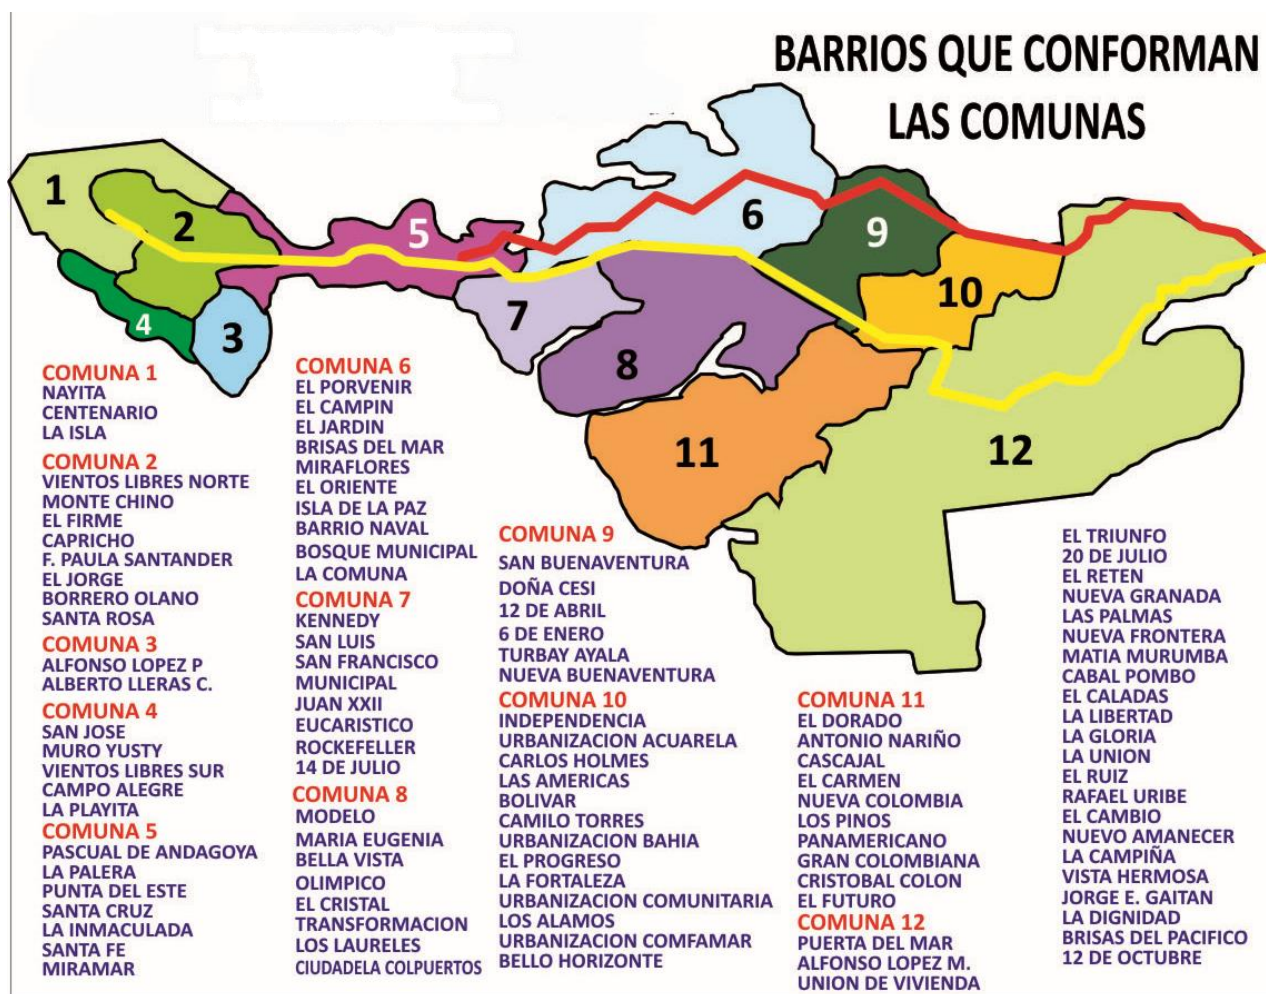 BARRIOS QUE CONFORMAN
LAS COMUNAS
1
2
3
4
5
6
7
8
9
10
11
12
COMUNA 1
NAYITA
CENTENARIO
LA ISLA
COMUNA 2
VIENTOS LIBRES NORTE
MONTE CHINO
EL FIRME
CAPRICHO
F. PAULA SANTANDER
EL JORGE
BORRERO OLANO
SANTA ROSA
COMUNA 3
ALFONSO LOPEZ P
ALBERTO LLERAS C.
COMUNA 4
SAN JOSE
MURO YUSTY
VIENTOS LIBRES SUR
CAMPO ALEGRE
LA PLAYITA
COMUNA 5
PASCUAL DE ANDAGOYA
LA PALERA
PUNTA DEL ESTE
SANTA CRUZ
LA INMACULADA
SANTA FE
MIRAMAR
COMUNA 6
EL PORVENIR
EL CAMPIN
EL JARDIN
BRISAS DEL MAR
MIRAFLORES
EL ORIENTE
ISLA DE LA PAZ
BARRIO NAVAL
BOSQUE MUNICIPAL
LA COMUNA
COMUNA 7
KENNEDY
SAN LUIS
SAN FRANCISCO
MUNICIPAL
JUAN XXII
EUCARISTICO
ROCKEFELLER
14 DE JULIO
COMUNA 8
MODELO
MARIA EUGENIA
BELLA VISTA
OLIMPICO
EL CRISTAL
TRANSFORMACION
LOS LAURELES
CIUDADELA COLPUERTOS
COMUNA 9
SAN BUENAVENTURA
DOÑA CESI
12 DE ABRIL
6 DE ENERO
TURBAY AYALA
NUEVA BUENAVENTURA
COMUNA 10
INDEPENDENCIA
URBANIZACION ACUARELA
CARLOS HOLMES
LAS AMERICAS
BOLIVAR
CAMILO TORRES
URBANIZACION BAHIA
EL PROGRESO
LA FORTALEZA
URBANIZACION COMUNITARIA
LOS ALAMOS
URBANIZACION COMFAMAR
BELLO HORIZONTE
COMUNA 11
EL DORADO
ANTONIO NARIÑO
CASCAJAL
EL CARMEN
NUEVA COLOMBIA
LOS PINOS
PANAMERICANO
GRAN COLOMBIANA
CRISTOBAL COLON
EL FUTURO
COMUNA 12
PUERTA DEL MAR
ALFONSO LOPEZ M.
UNION DE VIVIENDA
EL TRIUNFO
20 DE JULIO
EL RETEN
NUEVA GRANADA
LAS PALMAS
NUEVA FRONTERA
MATIA MURUMBA
CABAL POMBO
EL CALADAS
LA LIBERTAD
LA GLORIA
LA UNION
EL RUIZ
RAFAEL URIBE
EL CAMBIO
NUEVO AMANECER
LA CAMPIÑA
VISTA HERMOSA
JORGE E. GAITAN
LA DIGNIDAD
BRISAS DEL PACIFICO
12 DE OCTUBRE